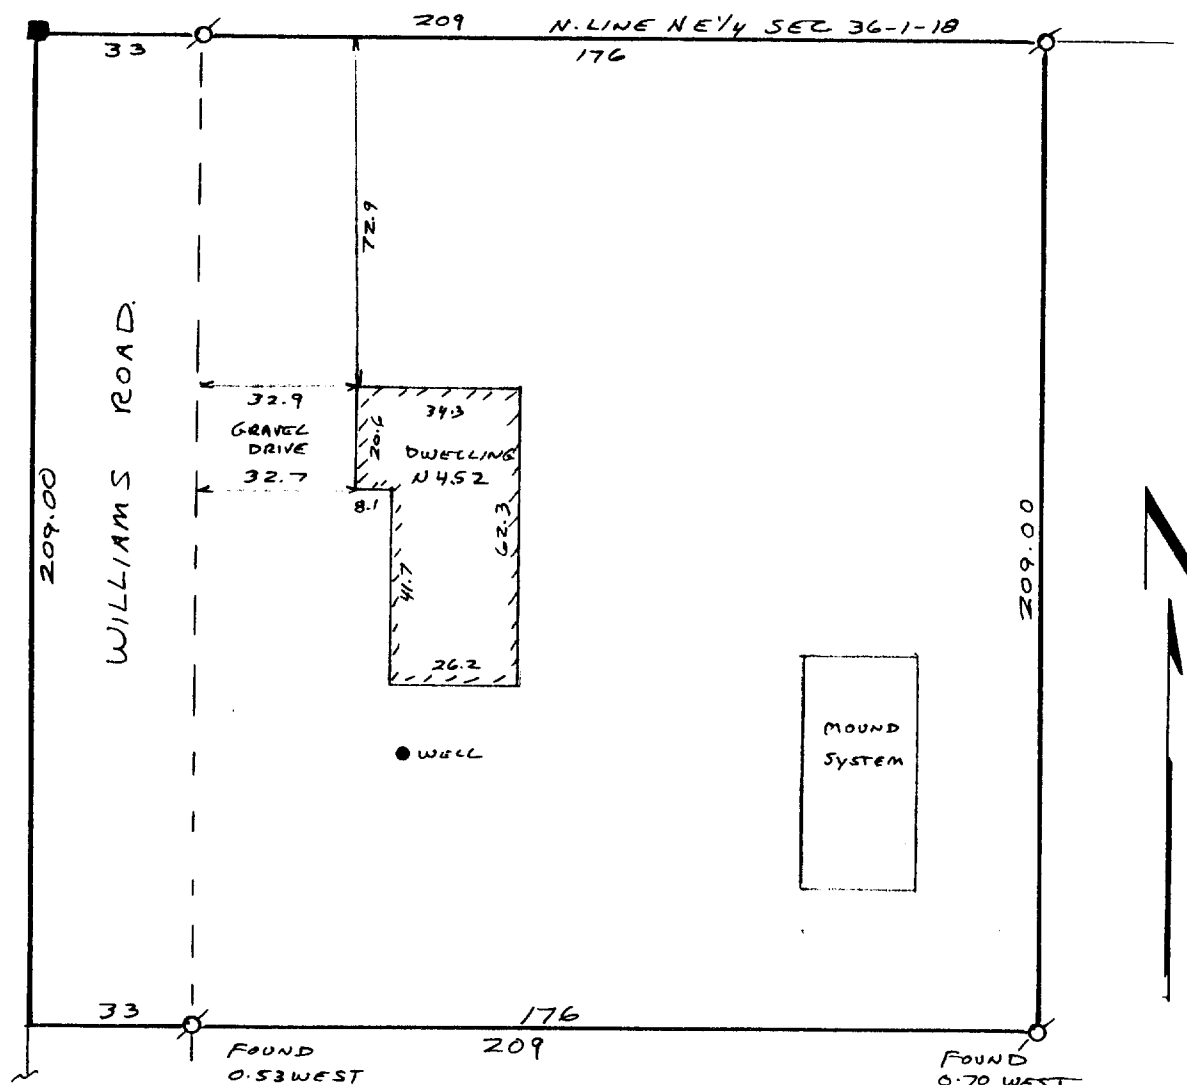 209
N. LINE NE 1/4 SEC 36-1-18
33
176
72.9
WILLIAMS ROAD.
32.9
34.3
GRAVEL
DRIVE
20.6
DWELLING
N 452
32.7
8.1
209.00
62.3
209.00
41.7
26.2
MOUND
SYSTEM
WELL
33
176
209
FOUND
0.53 WEST
FOUND
0.70 WEST